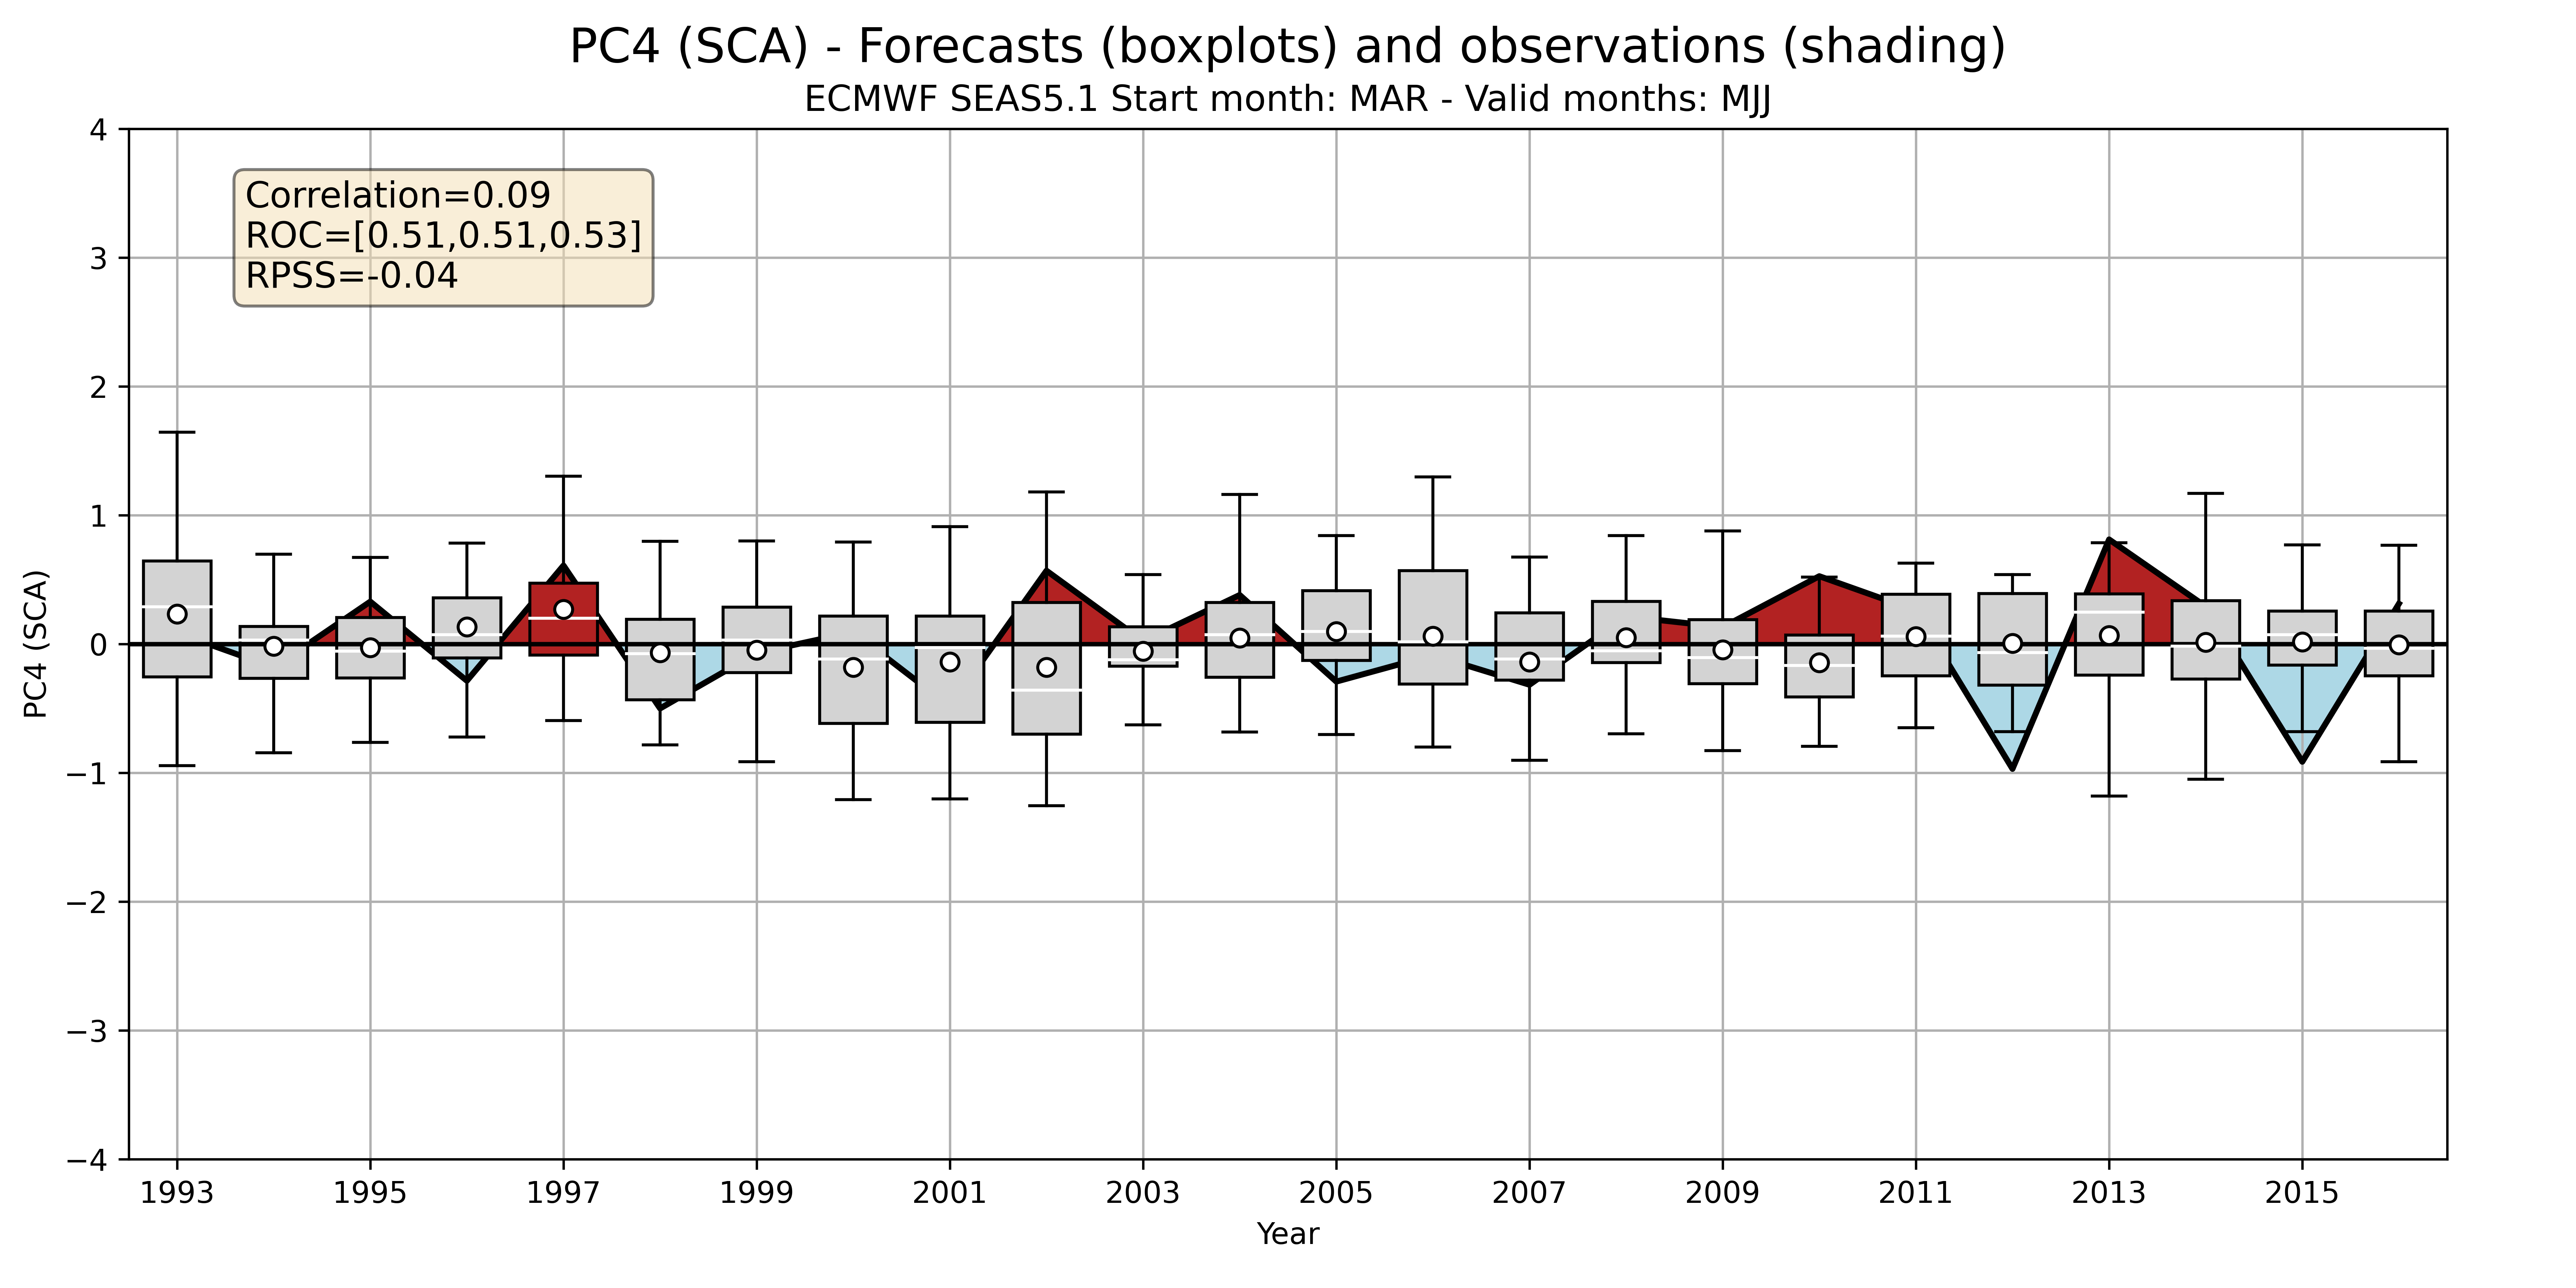 PC4 (SCA) - Forecasts (boxplots) and observations (shading)
ECMWF SEAS5.1 Start month: MAR - Valid months: MJJ
Correlation=0.09
ROC=[0.51,0.51,0.53]
RPSS=-0.04
PC4 (SCA)
4
3
2
1
0
−1
−2
−3
−4
1993 1995 1997 1999 2001 2003 2005 2007 2009 2011 2013 2015
Year